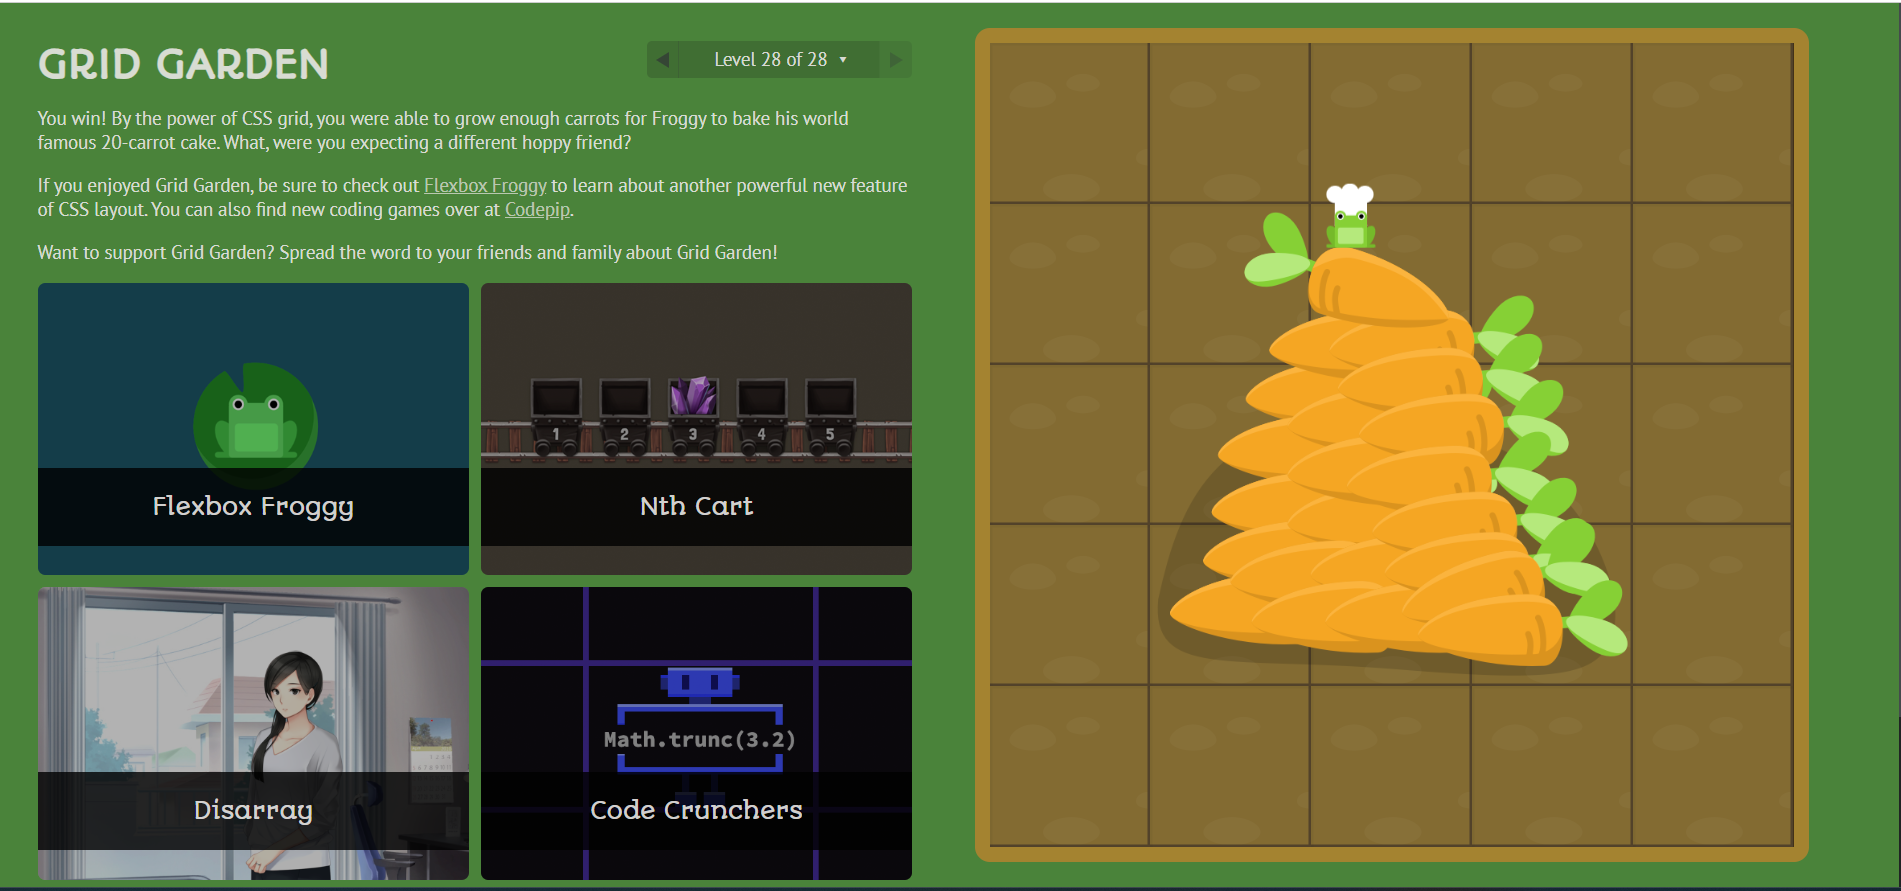 GRID GARDEN
Level 28 of 28
You win! By the power of CSS grid, you were able to grow enough carrots for Froggy to bake his world
famous 20-carrot cake. What, were you expecting a different hoppy friend?
If you enjoyed Grid Garden, be sure to check out Flexbox Froggy to learn about another powerful new feature
of CSS layout. You can also find new coding games over at Codepip.
Want to support Grid Garden? Spread the word to your friends and family about Grid Garden!
Flexbox Froggy
1 2 3 4 5
Nth Cart
Disarray
Math.trunc(3.2)
Code Crunchers